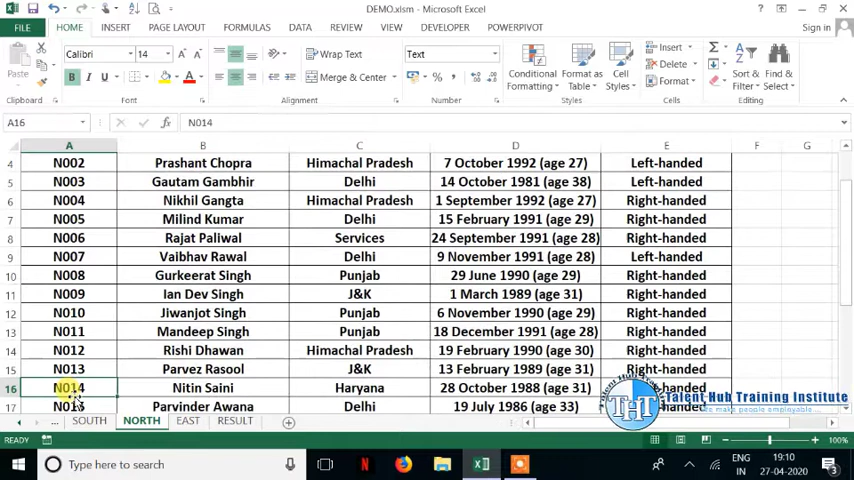 DEMO.xlsm - Microsoft Excel
FILE HOME INSERT PAGE LAYOUT FORMULAS DATA REVIEW VIEW DEVELOPER POWERPIVOT Sign in
Paste
Calibri 14
B I U
Wrap Text
Merge & Center
Text
Conditional Formatting
Format as Table
Cell Styles
Insert
Delete
Format
Sort & Filter
Find & Select
Clipboard Font Alignment Number Styles Cells Editing
A16 N014
A B C D E F G
4 N002 Prashant Chopra Himachal Pradesh 7 October 1992 (age 27) Left-handed
5 N003 Gautam Gambhir Delhi 14 October 1981 (age 38) Left-handed
6 N004 Nikhil Gangta Himachal Pradesh 1 September 1992 (age 27) Right-handed
7 N005 Milind Kumar Delhi 15 February 1991 (age 29) Right-handed
8 N006 Rajat Paliwal Services 24 September 1991 (age 28) Right-handed
9 N007 Vaibhav Rawal Delhi 9 November 1991 (age 28) Left-handed
10 N008 Gurkeerat Singh Punjab 29 June 1990 (age 29) Right-handed
11 N009 Ian Dev Singh J&K 1 March 1989 (age 31) Right-handed
12 N010 Jiwanjot Singh Punjab 6 November 1990 (age 29) Right-handed
13 N011 Mandeep Singh Punjab 18 December 1991 (age 28) Right-handed
14 N012 Rishi Dhawan Himachal Pradesh 19 February 1990 (age 30) Right-handed
15 N013 Parvez Rasool J&K 13 February 1989 (age 31) Right-handed
16 N014 Nitin Saini Haryana 28 October 1988 (age 31)
17 N015 Parvinder Awana Delhi 19 July 1986 (age 33)
THT Talent Hub Training Institute
We make people employable..
... SOUTH NORTH EAST RESULT
READY 100%
Type here to search
ENG
IN
19:10
27-04-2020
3